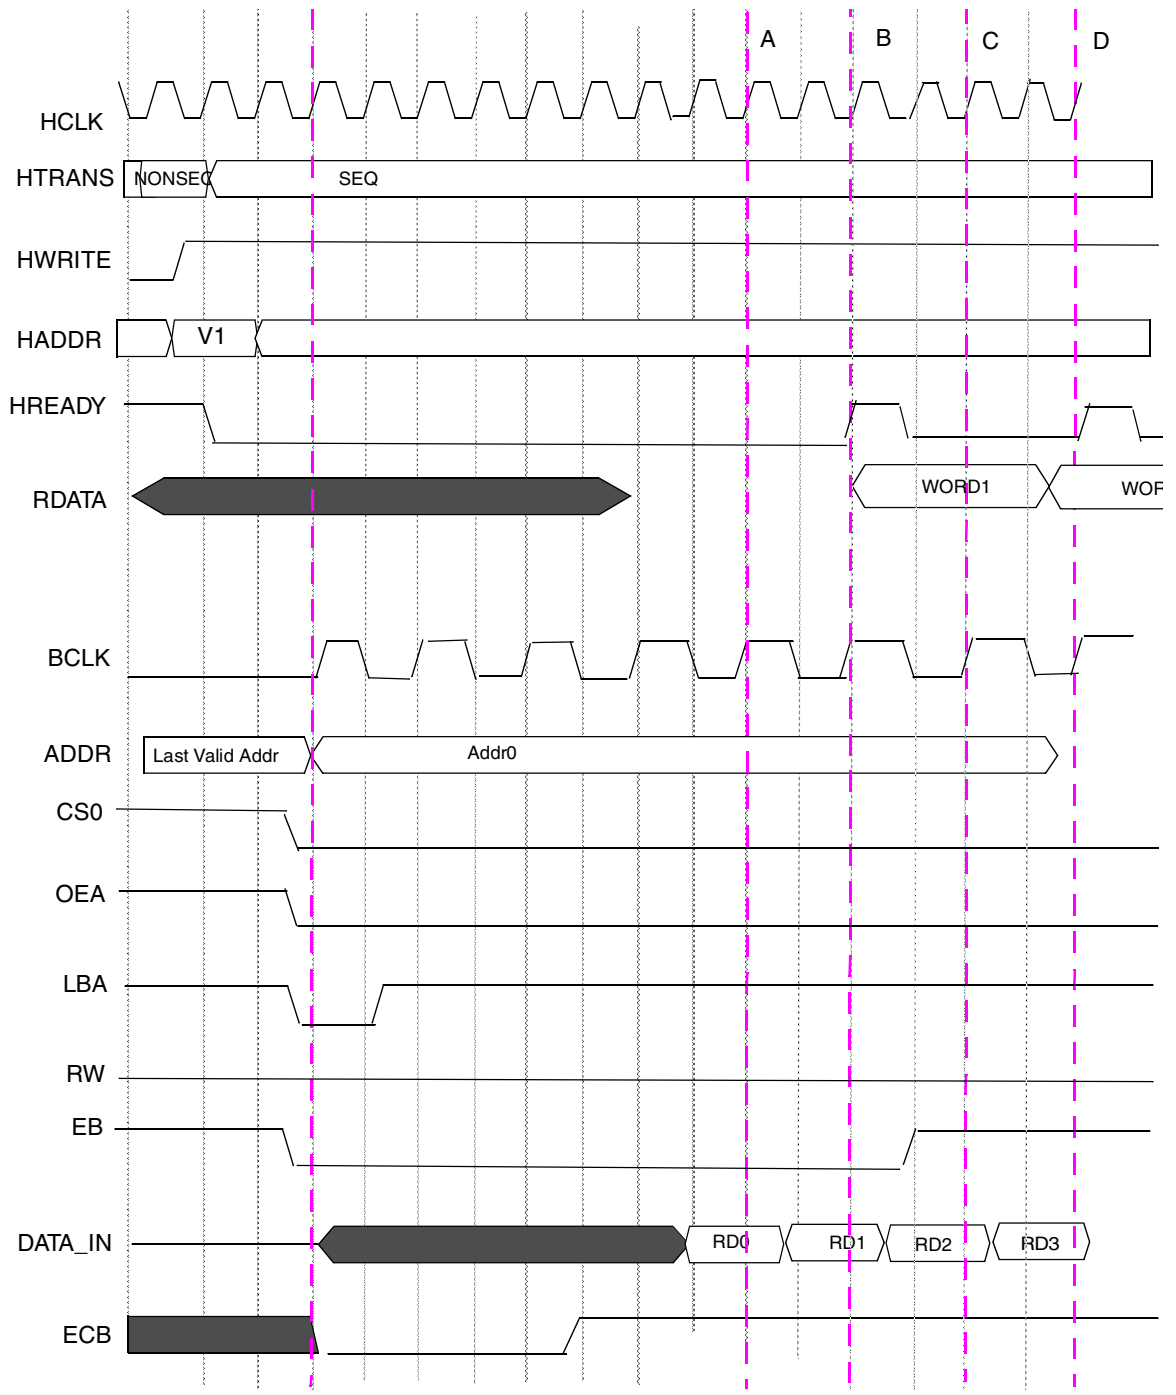 A B C D
HCLK
HTRANS NONSEQ SEQ
HWRITE
HADDR V1
HREADY
RDATA WORD1 WOR
BCLK
ADDR Last Valid Addr Addr0
CS0
OEA
LBA
RW
EB
DATA_IN RD0 RD1 RD2 RD3
ECB